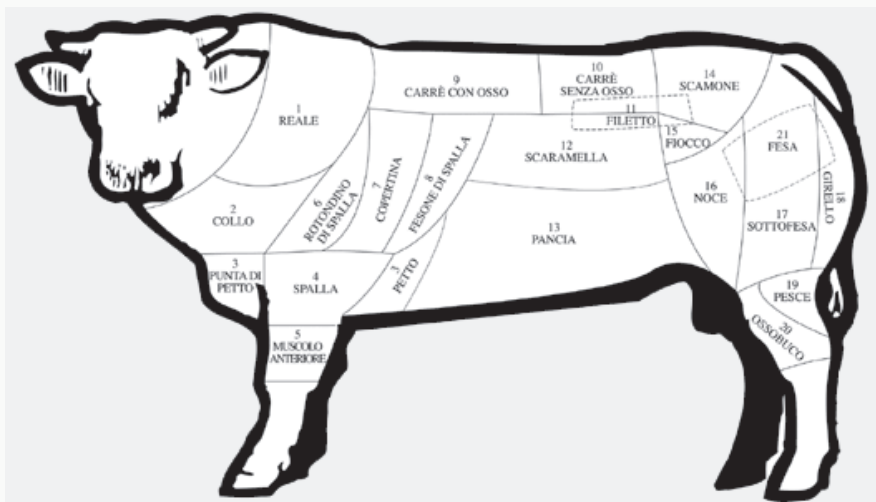 1
REALE
2
COLLO
3
PUNTA DI
PETTO
4
SPALLA
5
MUSCOLO
ANTERIORE
6
ROTONDINO
DI SPALLA
7
COPERTINA
8
FESONE DI SPALLA
3
PETTO
9
CARRÈ CON OSSO
10
CARRÈ
SENZA OSSO
11
FILETTO
12
SCARAMELLA
13
PANCIA
14
SCAMONE
15
FIOCCO
16
NOCE
17
SOTTOFESA
18
GIRELLO
19
PESCE
20
OSSOBUCO
21
FESA